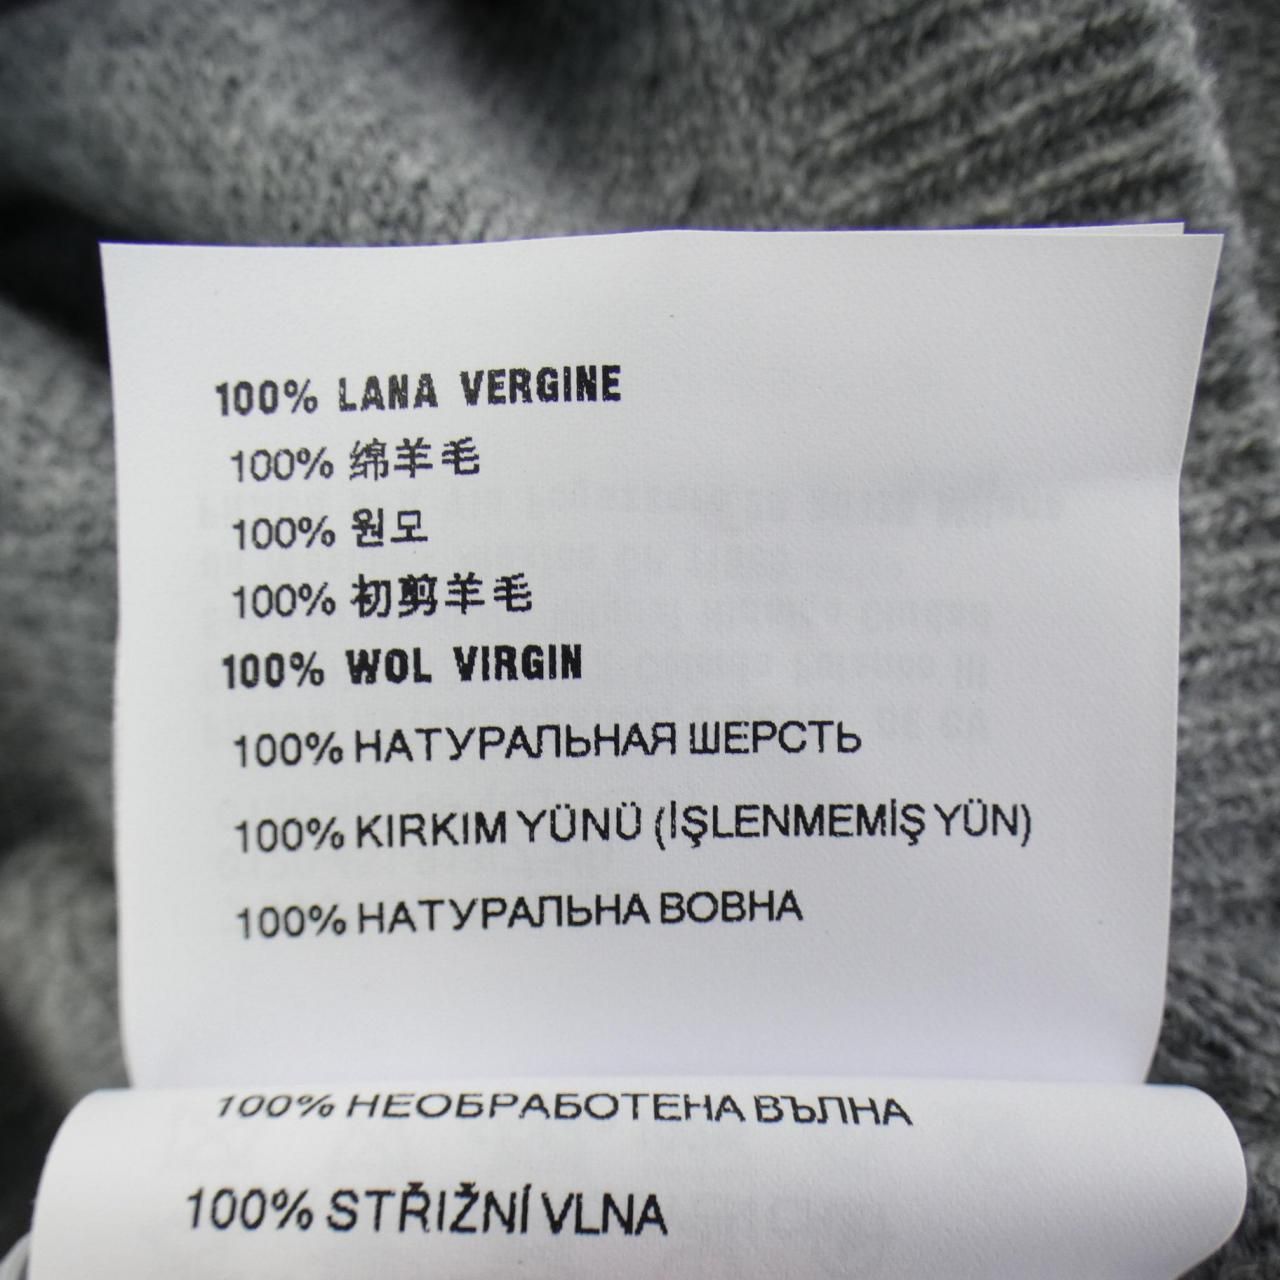 100% LANA VERGINE
100% 绵羊毛
100% 원모
100% 初剪羊毛
100% WOL VIRGIN
100% НАТУРАЛЬНАЯ ШЕРСТЬ
100% KIRKIM YÜNÜ (İŞLENMEMİŞ YÜN)
100% НАТУРАЛЬНА ВОВНА
100% НЕОБРАБОТЕНА ВЪЛНА
100% STŘIŽNÍ VLNA